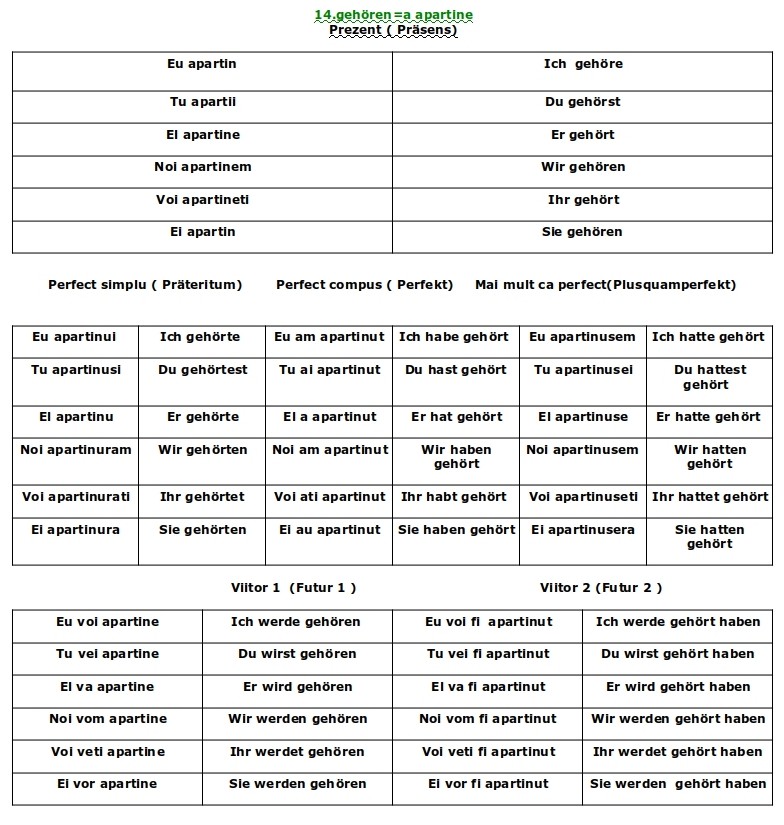 14.gehören=a apartine
Prezent ( Präsens)
Eu apartin Ich gehöre
Tu apartii Du gehörst
El apartine Er gehört
Noi apartinem Wir gehören
Voi apartineti Ihr gehört
Ei apartin Sie gehören
Perfect simplu ( Präteritum) Perfect compus ( Perfekt) Mai mult ca perfect(Plusquamperfekt)
Eu apartinui Ich gehörte Eu am apartinut Ich habe gehört Eu apartinusem Ich hatte gehört
Tu apartinusi Du gehörtest Tu ai apartinut Du hast gehört Tu apartinusei Du hattest
gehört
El apartinu Er gehörte El a apartinut Er hat gehört El apartinuse Er hatte gehört
Noi apartinuram Wir gehörten Noi am apartinut Wir haben Noi apartinusem Wir hatten
gehört gehört
Voi apartinurati Ihr gehörtet Voi ati apartinut Ihr habt gehört Voi apartinuseti Ihr hattet gehört
Ei apartinura Sie gehörten Ei au apartinut Sie haben gehört Ei apartinusera Sie hatten
gehört
Viitor 1 (Futur 1 ) Viitor 2 (Futur 2 )
Eu voi apartine Ich werde gehören Eu voi fi apartinut Ich werde gehört haben
Tu vei apartine Du wirst gehören Tu vei fi apartinut Du wirst gehört haben
El va apartine Er wird gehören El va fi apartinut Er wird gehört haben
Noi vom apartine Wir werden gehören Noi vom fi apartinut Wir werden gehört haben
Voi veti apartine Ihr werdet gehören Voi veti fi apartinut Ihr werdet gehört haben
Ei vor apartine Sie werden gehören Ei vor fi apartinut Sie werden gehört haben